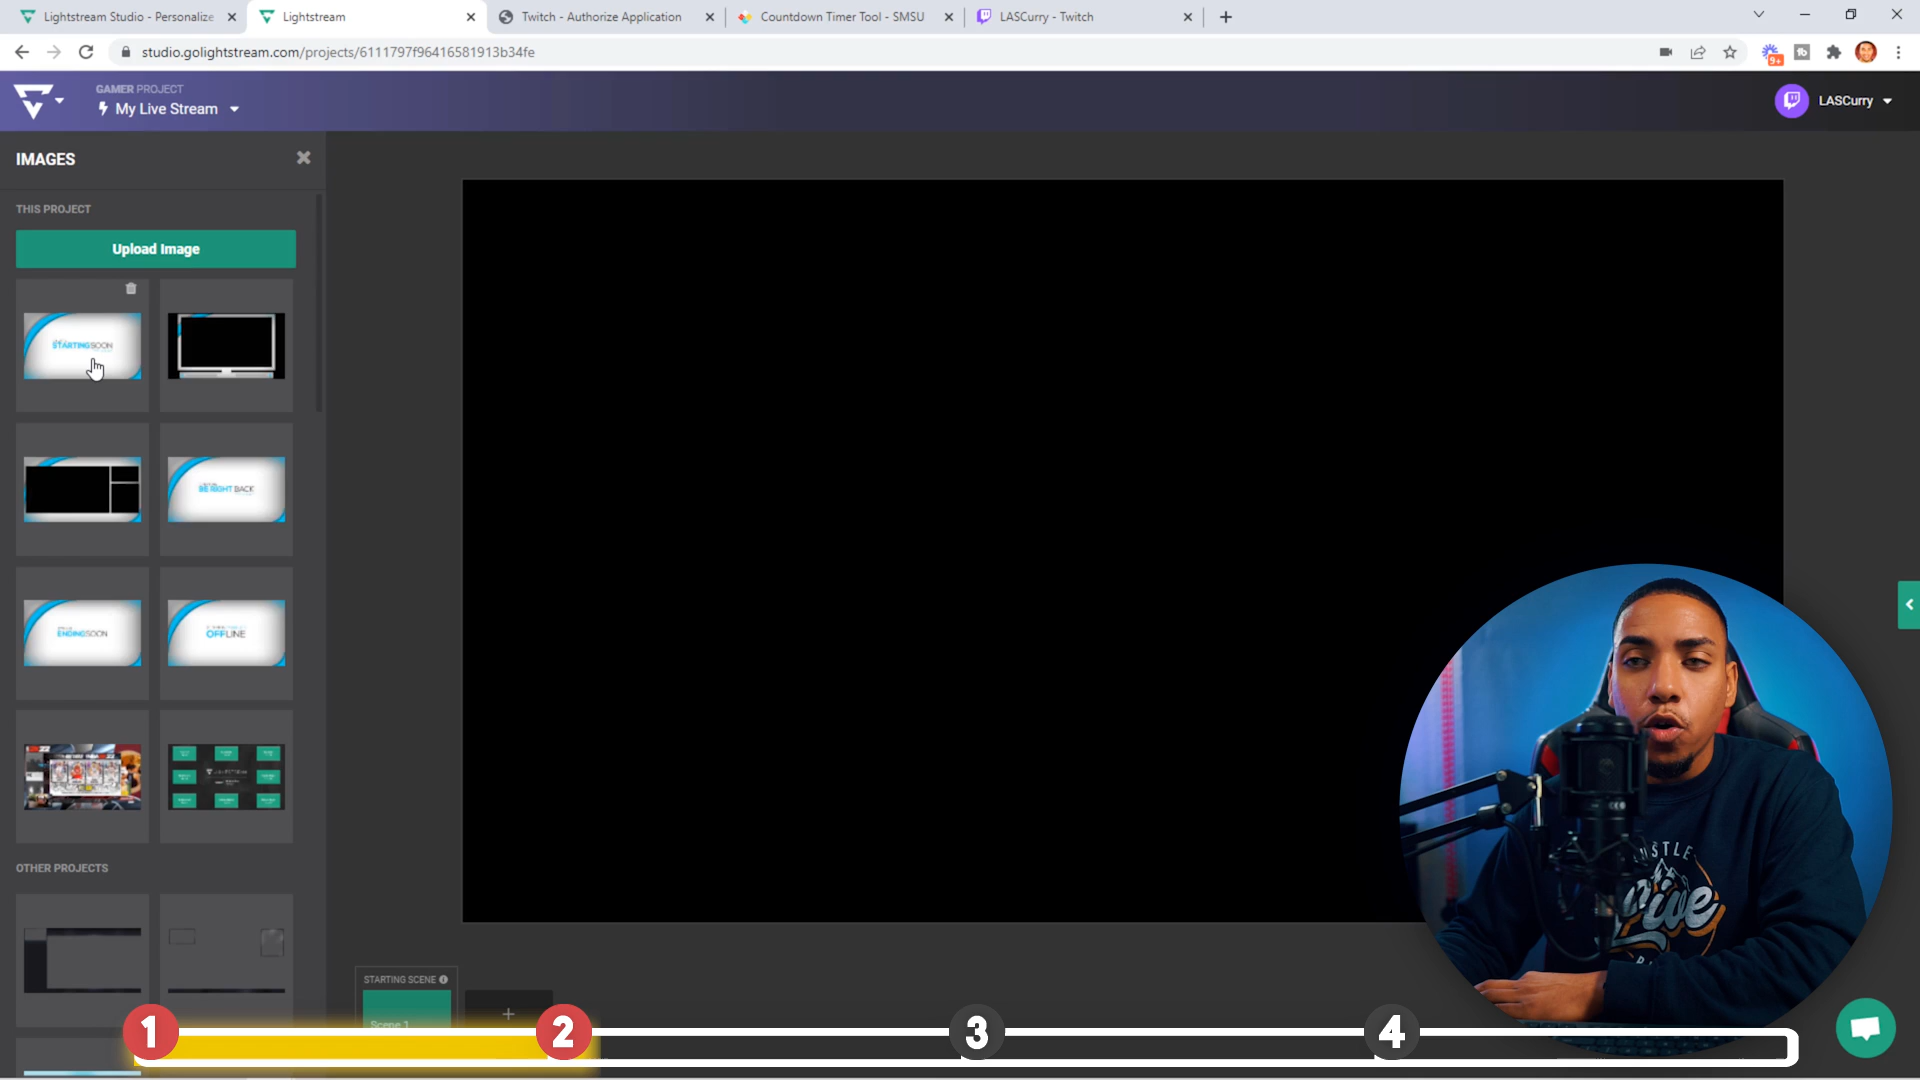 Lightstream Studio - Personalize
Lightstream
Twitch - Authorize Application
Countdown Timer Tool - SMSU
LASCurry - Twitch
studio.golightstream.com/projects/6111797f96416581913b34fe
9+
GAMER PROJECT
My Live Stream
LASCurry
IMAGES
THIS PROJECT
Upload Image
STARTING SOON
BE RIGHT BACK
ENDING SOON
OFFLINE
OTHER PROJECTS
STARTING SCENE
Scene 1
1
2
3
4